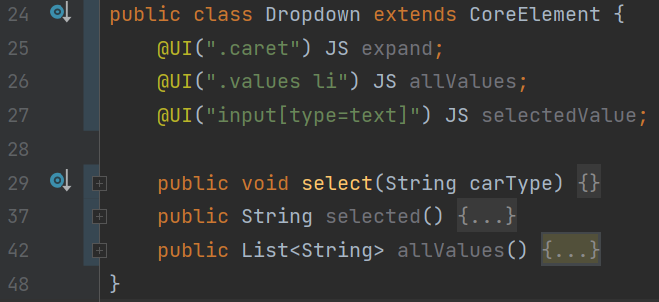 24 public class Dropdown extends CoreElement {
25 @UI(".caret") JS expand;
26 @UI(".values li") JS allValues;
27 @UI("input[type=text]") JS selectedValue;
28
29 public void select(String carType) {}
37 public String selected() {...}
42 public List<String> allValues() {...}
48 }